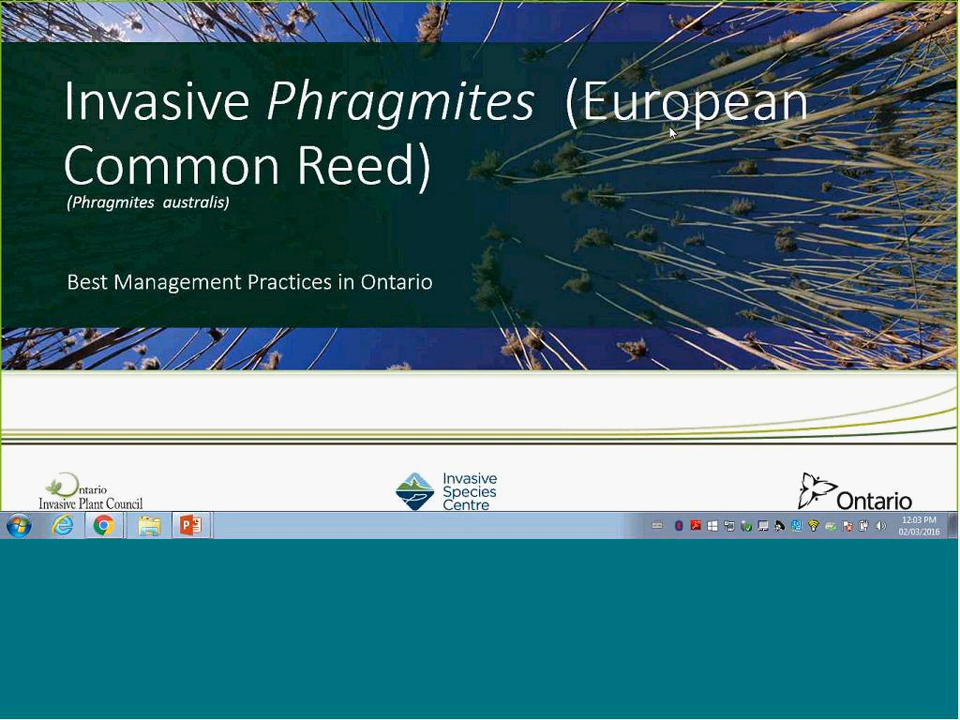 Invasive Phragmites (European
Common Reed)
(Phragmites australis)
Best Management Practices in Ontario
Ontario
Invasive Plant Council
Invasive
Species
Centre
Ontario
12:03 PM
02/03/2016